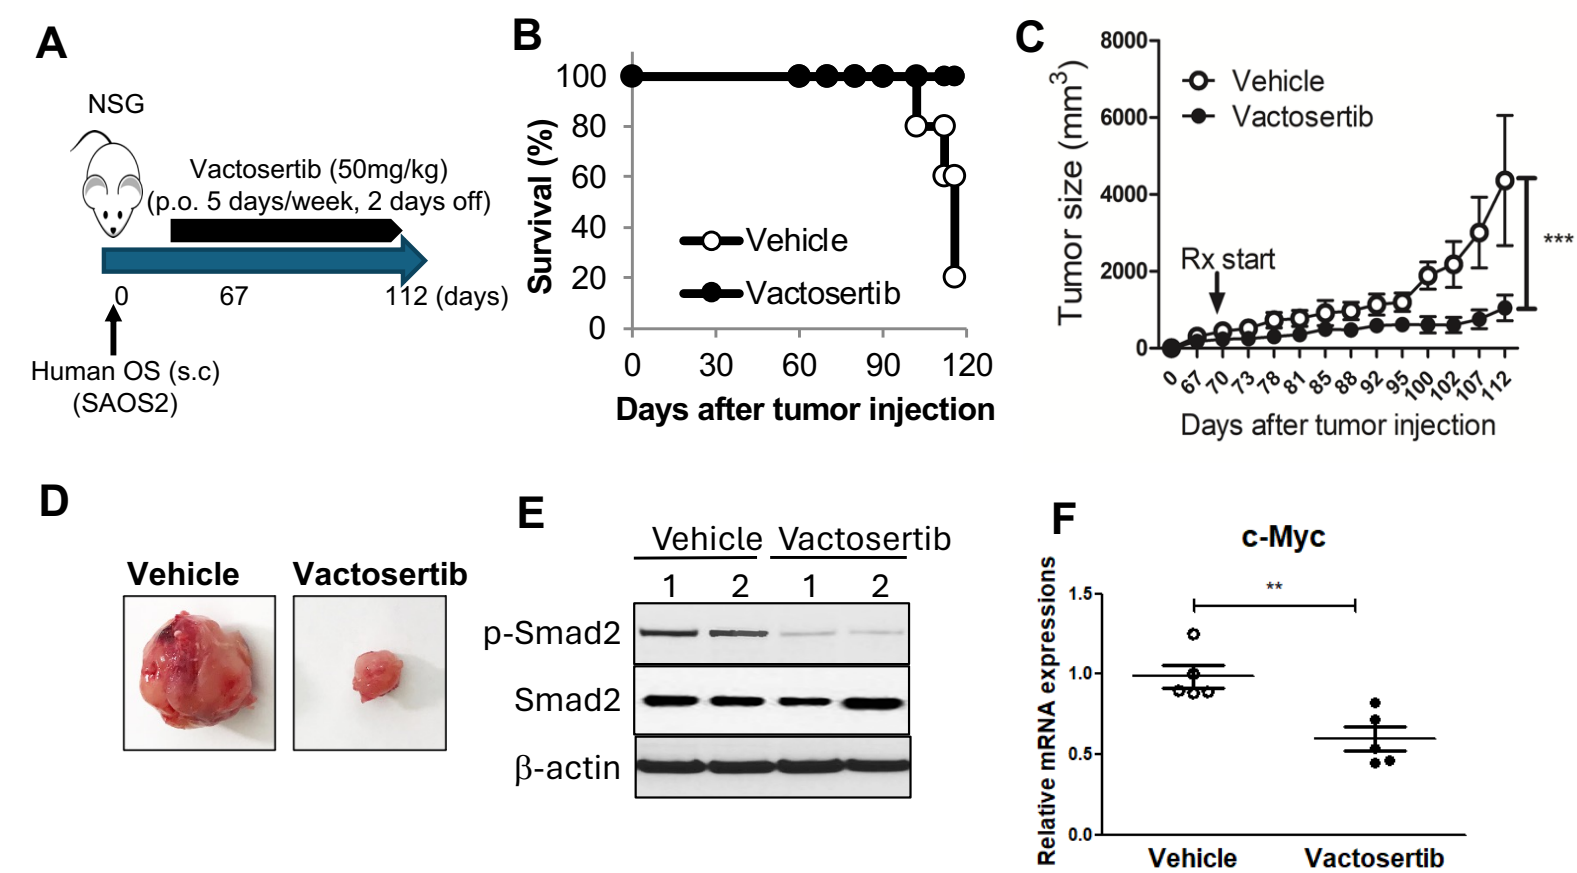 A
NSG
Vactosertib (50mg/kg)
(p.o. 5 days/week, 2 days off)
0 67 112 (days)
Human OS (s.c)
(SAOS2)
B
Survival (%)
100
80
60
40
20
0
Vehicle
Vactosertib
0 30 60 90 120
Days after tumor injection
C
Tumor size (mm³)
8000
6000
4000
2000
0
Vehicle
Vactosertib
Rx start
***
0 67 70 73 78 81 85 88 92 95 100 102 107 112
Days after tumor injection
D
Vehicle Vactosertib
E
Vehicle Vactosertib
1 2 1 2
p-Smad2
Smad2
β-actin
F
c-Myc
Relative mRNA expressions
**
1.5
1.0
0.5
0.0
Vehicle Vactosertib